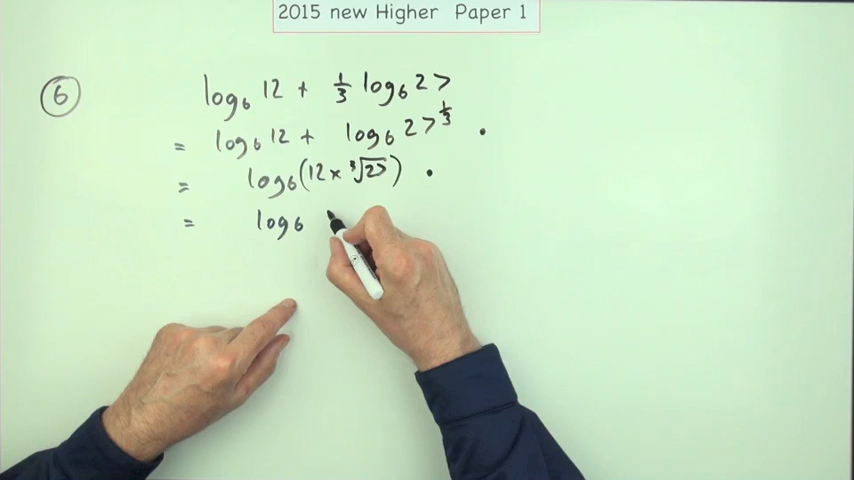 2015 new Higher Paper 1
6
log₆ 12 + 1/3 log₆ 27
= log₆ 12 + log₆ 27^1/3 .
= log₆(12 × ∛27) .
= log₆